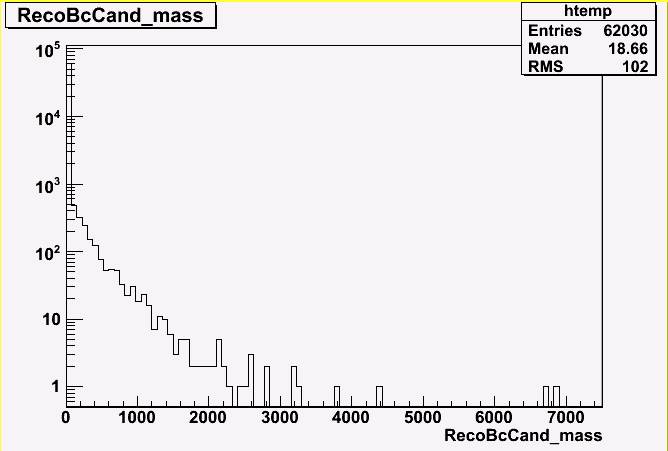 RecoBcCand_mass
htemp
Entries 62030
Mean 18.66
RMS 102
10^5
10^4
10^3
10^2
10
1
0 1000 2000 3000 4000 5000 6000 7000
RecoBcCand_mass